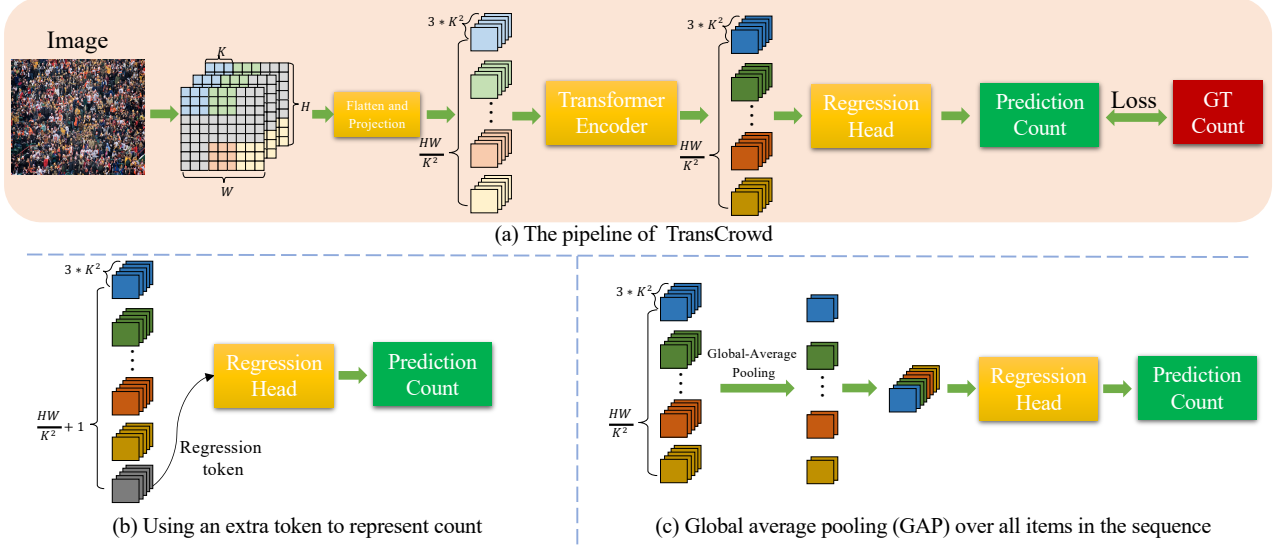 Image
K
H
W
Flatten and
Projection
3 * K²
HW
K²
Transformer
Encoder
3 * K²
HW
K²
Regression
Head
Prediction
Count
Loss
GT
Count
(a) The pipeline of TransCrowd
3 * K²
HW
K² + 1
Regression
token
Regression
Head
Prediction
Count
(b) Using an extra token to represent count
3 * K²
HW
K²
Global-Average
Pooling
Regression
Head
Prediction
Count
(c) Global average pooling (GAP) over all items in the sequence